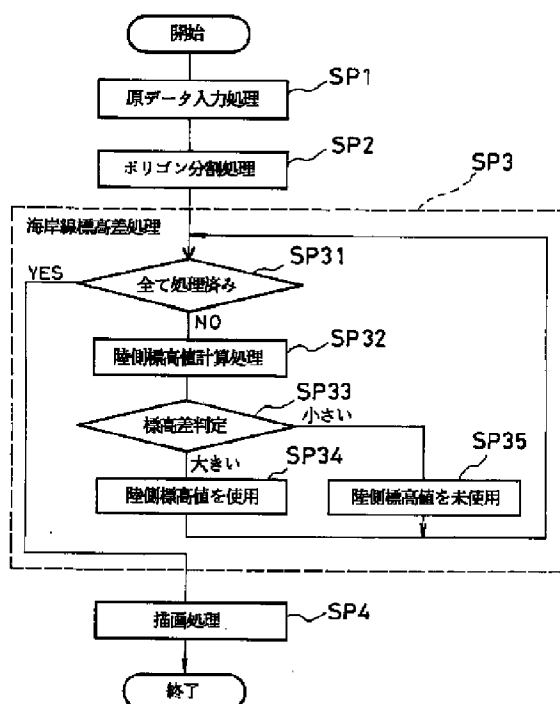 開始
SP1
原データ入力処理
SP2
ポリゴン分割処理
SP3
海岸線標高差処理
SP31
YES
全て処理済み
NO
SP32
陸側標高値計算処理
SP33
標高差判定
小さい
大きい
SP34
SP35
陸側標高値を使用
陸側標高値を未使用
SP4
描画処理
終了